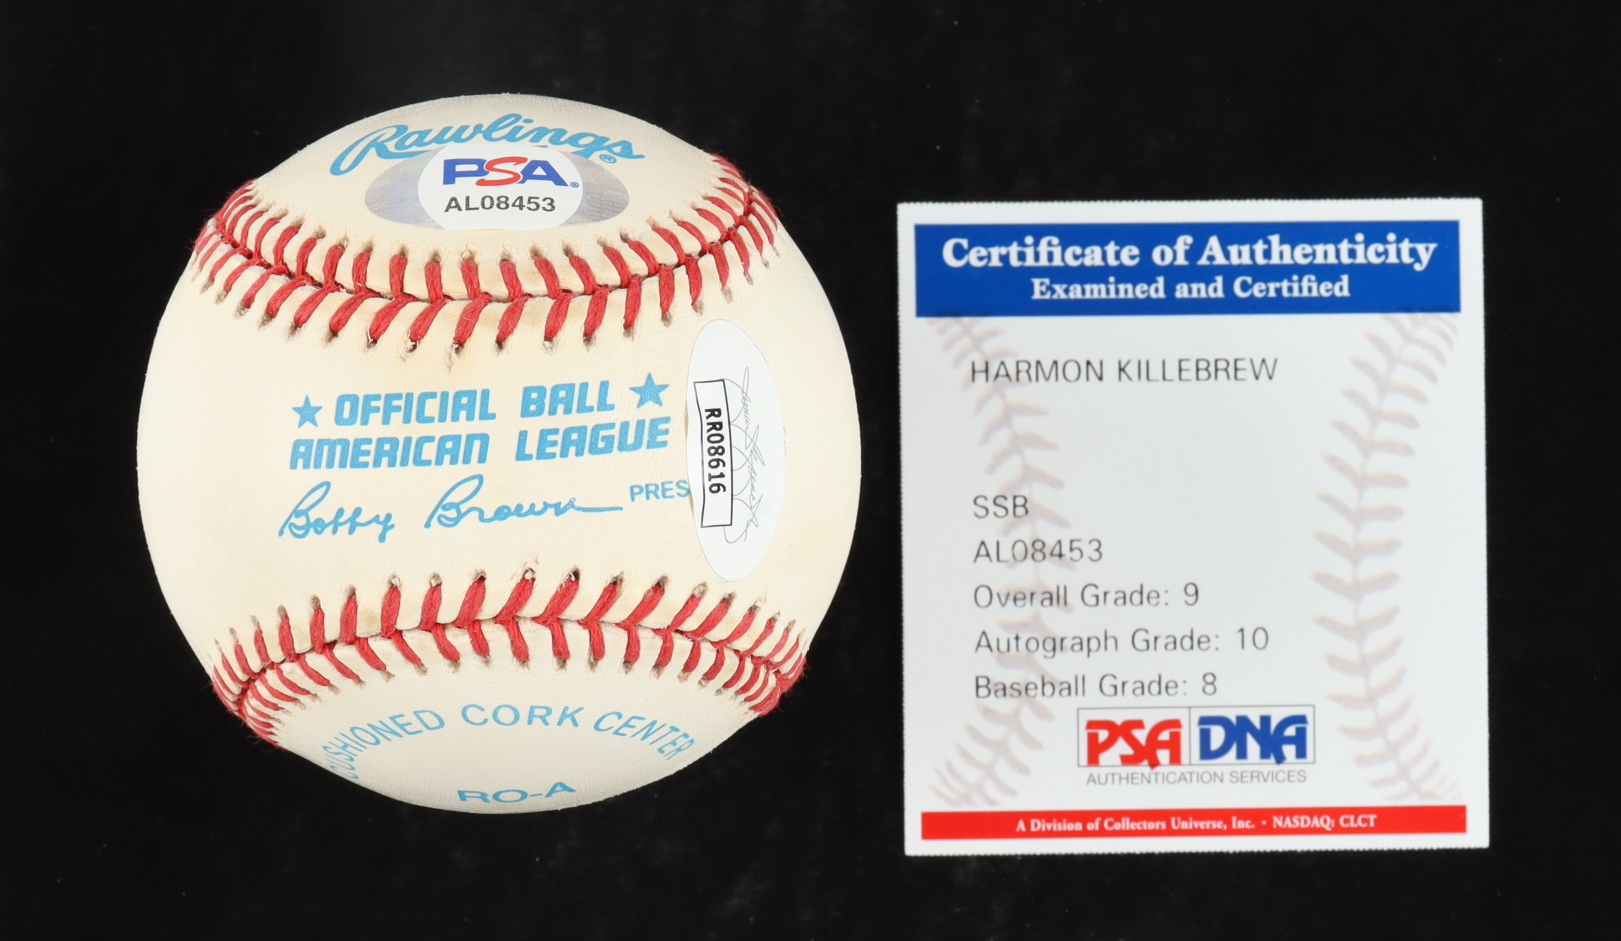 Rawlings®
PSA®
AL08453
★ OFFICIAL BALL ★
AMERICAN LEAGUE
Bobby Brown PRES
RR08616
CUSHIONED CORK CENTER
RO-A
Certificate of Authenticity
Examined and Certified
HARMON KILLEBREW
SSB
AL08453
Overall Grade: 9
Autograph Grade: 10
Baseball Grade: 8
PSA DNA
AUTHENTICATION SERVICES
A Division of Collectors Universe, Inc. • NASDAQ: CLCT